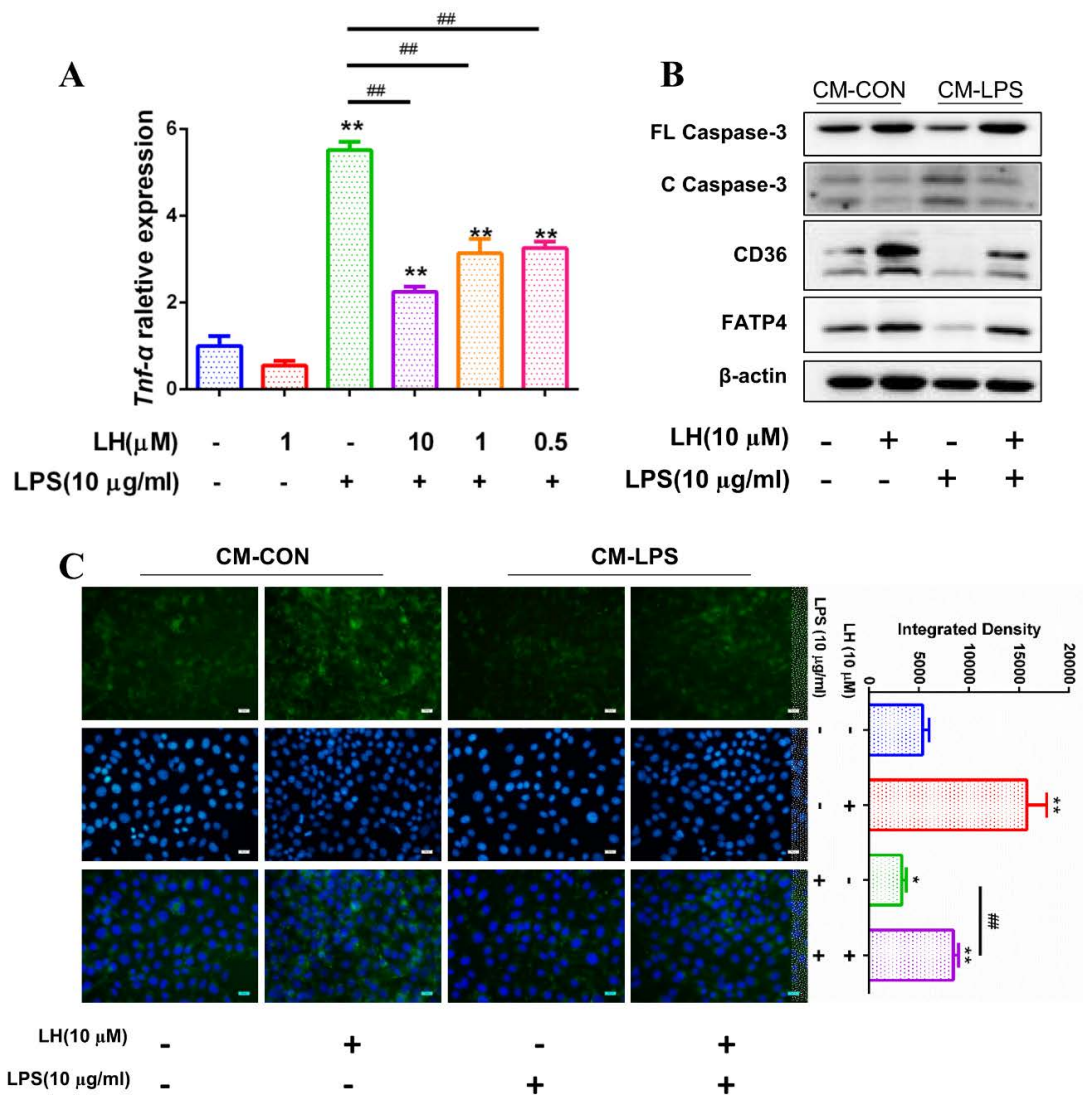 A
##
##
##
Tnf-α raletive expression
6
4
2
0
**
**
**
**
LH(μM) - 1 - 10 1 0.5
LPS(10 μg/ml) - - + + + +
B
CM-CON CM-LPS
FL Caspase-3
C Caspase-3
CD36
FATP4
β-actin
LH(10 μM) - + - +
LPS(10 μg/ml) - - + +
C
CM-CON CM-LPS
Integrated Density
0 5000 10000 15000 20000
LH (10 μM) - + - +
LPS (10 μg/ml) - - + +
**
*
**
##
LH(10 μM) - + - +
LPS(10 μg/ml) - - + +